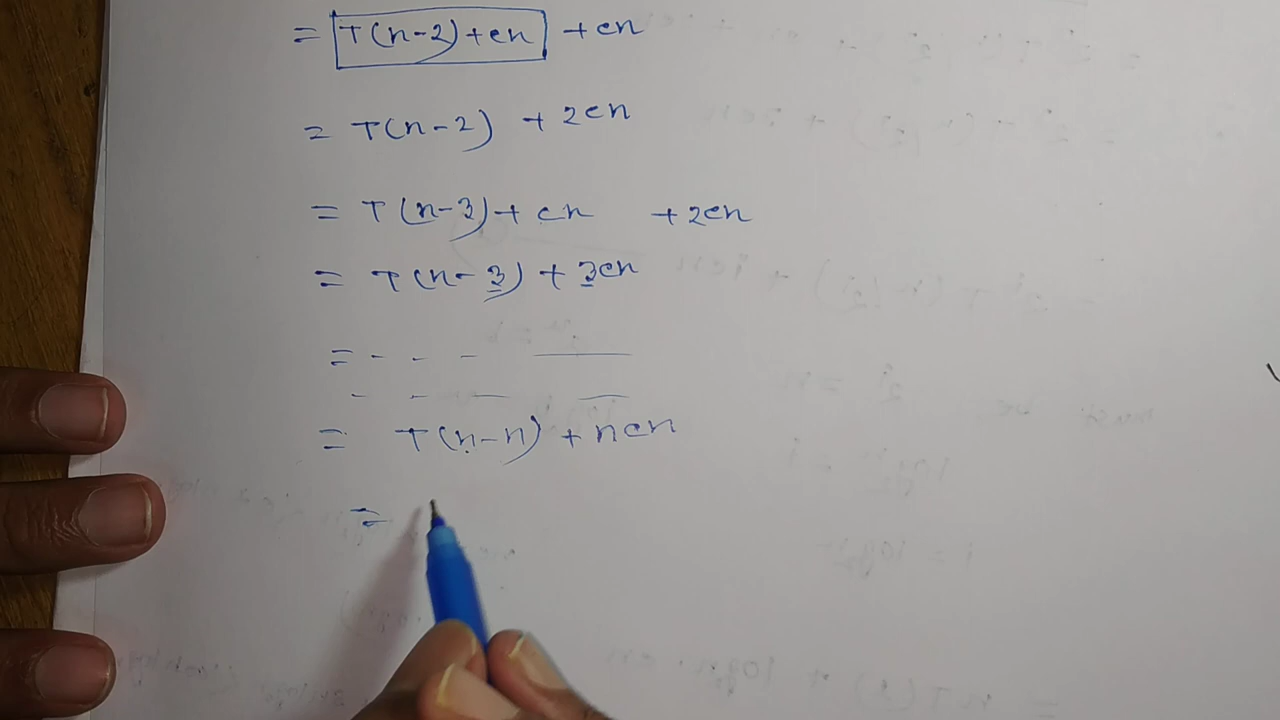 = T(n-2)+cn +cn
= T(n-2) + 2cn
= T(n-3)+ cn +2cn
= T(n-3) + 3cn
= - - -
= T(n-n) + ncn
=